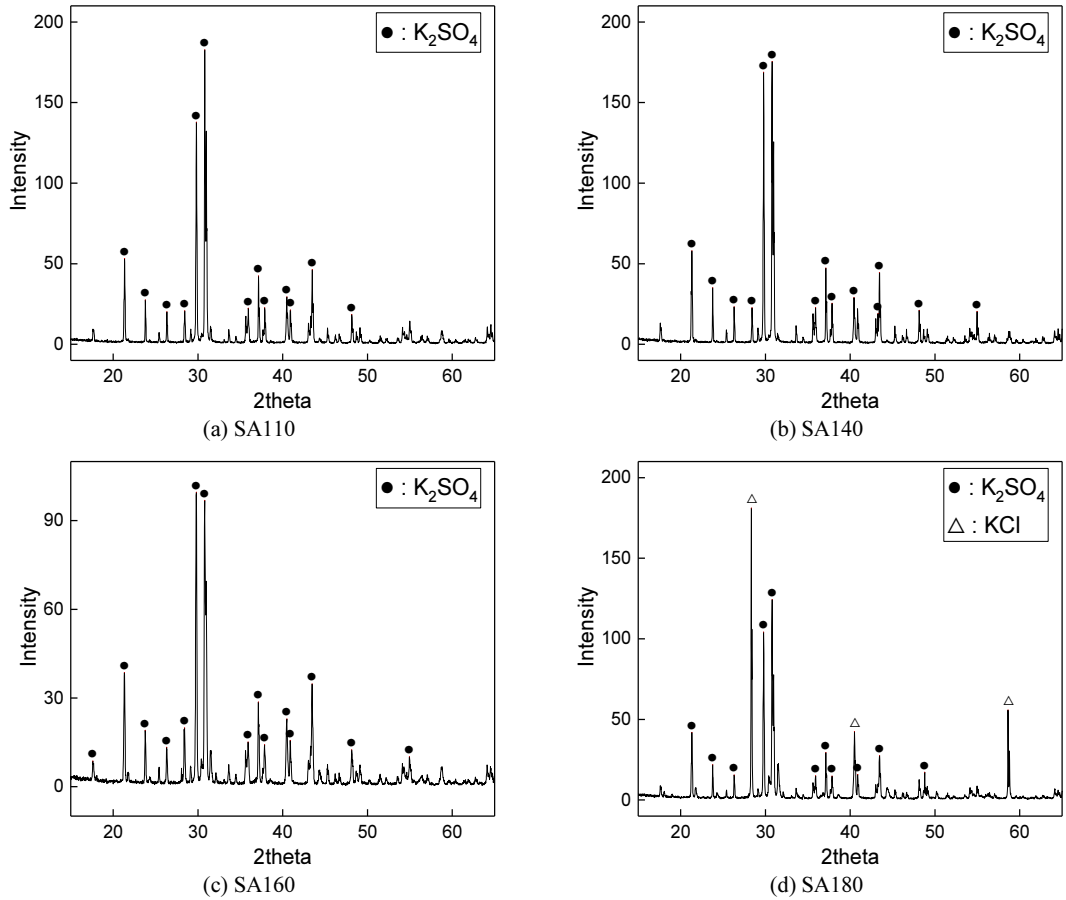 ● : K₂SO₄
200
150
100
50
0
Intensity
20 30 40 50 60
2theta
(a) SA110
● : K₂SO₄
200
150
100
50
0
Intensity
20 30 40 50 60
2theta
(b) SA140
● : K₂SO₄
90
60
30
0
Intensity
20 30 40 50 60
2theta
(c) SA160
● : K₂SO₄
△ : KCl
200
150
100
50
0
Intensity
20 30 40 50 60
2theta
(d) SA180